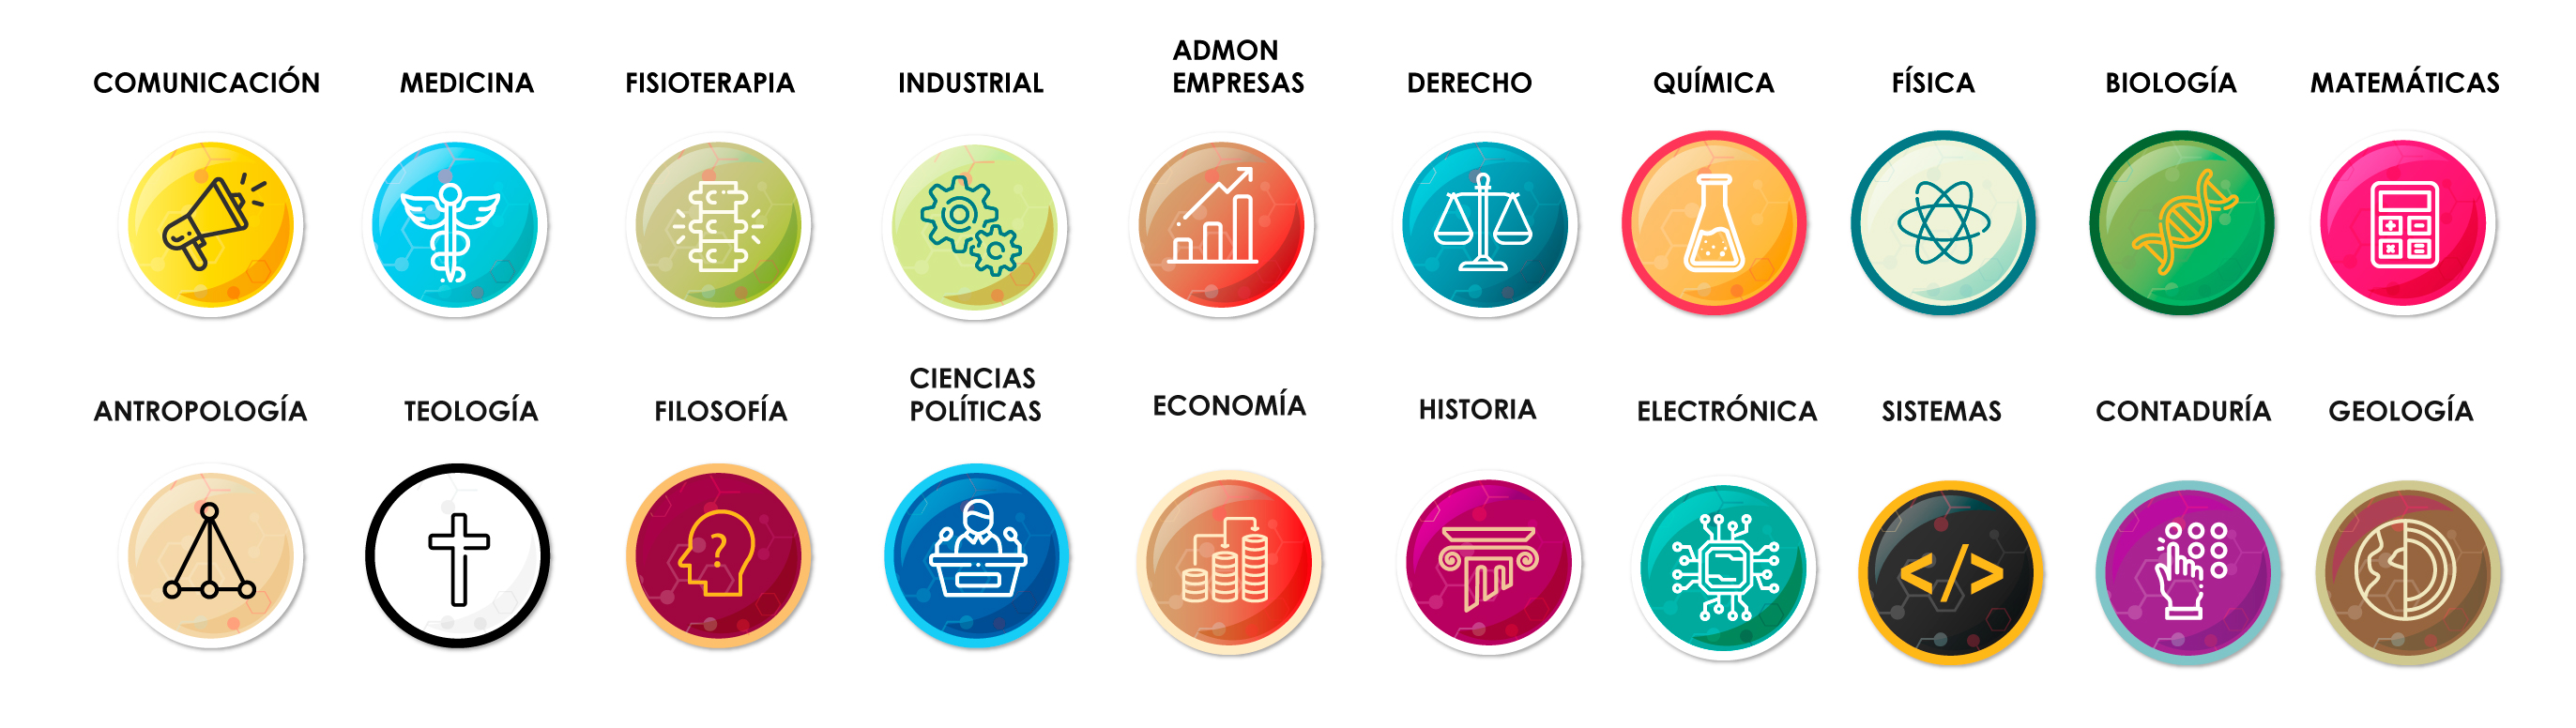 COMUNICACIÓN
MEDICINA
FISIOTERAPIA
INDUSTRIAL
ADMON
EMPRESAS
DERECHO
QUÍMICA
FÍSICA
BIOLOGÍA
MATEMÁTICAS
ANTROPOLOGÍA
TEOLOGÍA
FILOSOFÍA
CIENCIAS
POLÍTICAS
ECONOMÍA
HISTORIA
ELECTRÓNICA
SISTEMAS
CONTADURÍA
GEOLOGÍA
?
</>